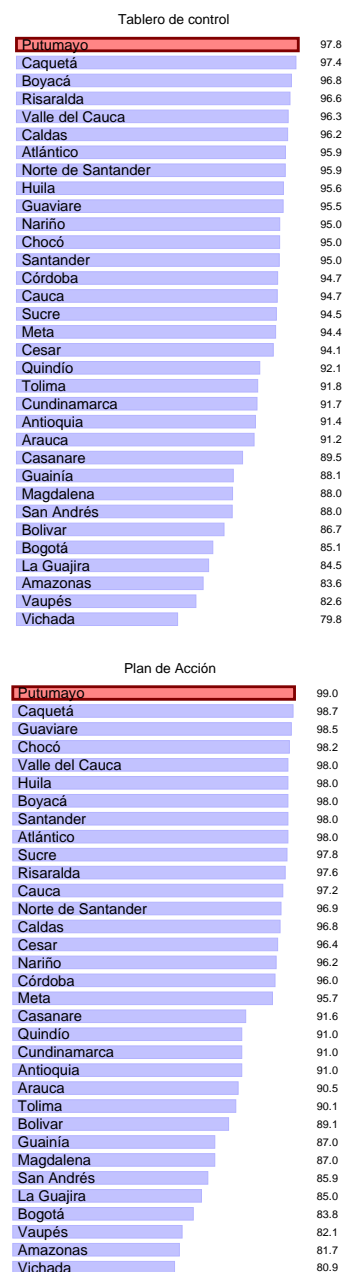 Tablero de control
Putumayo 97.8
Caquetá 97.4
Boyacá 96.8
Risaralda 96.6
Valle del Cauca 96.3
Caldas 96.2
Atlántico 95.9
Norte de Santander 95.9
Huila 95.6
Guaviare 95.5
Nariño 95.0
Chocó 95.0
Santander 95.0
Córdoba 94.7
Cauca 94.7
Sucre 94.5
Meta 94.4
Cesar 94.1
Quindío 92.1
Tolima 91.8
Cundinamarca 91.7
Antioquia 91.4
Arauca 91.2
Casanare 89.5
Guainía 88.1
Magdalena 88.0
San Andrés 88.0
Bolivar 86.7
Bogotá 85.1
La Guajira 84.5
Amazonas 83.6
Vaupés 82.6
Vichada 79.8
Plan de Acción
Putumayo 99.0
Caquetá 98.7
Guaviare 98.5
Chocó 98.2
Valle del Cauca 98.0
Huila 98.0
Boyacá 98.0
Santander 98.0
Atlántico 98.0
Sucre 97.8
Risaralda 97.6
Cauca 97.2
Norte de Santander 96.9
Caldas 96.8
Cesar 96.4
Nariño 96.2
Córdoba 96.0
Meta 95.7
Casanare 91.6
Quindío 91.0
Cundinamarca 91.0
Antioquia 91.0
Arauca 90.5
Tolima 90.1
Bolivar 89.1
Guainía 87.0
Magdalena 87.0
San Andrés 85.9
La Guajira 85.0
Bogotá 83.8
Vaupés 82.1
Amazonas 81.7
Vichada 80.9